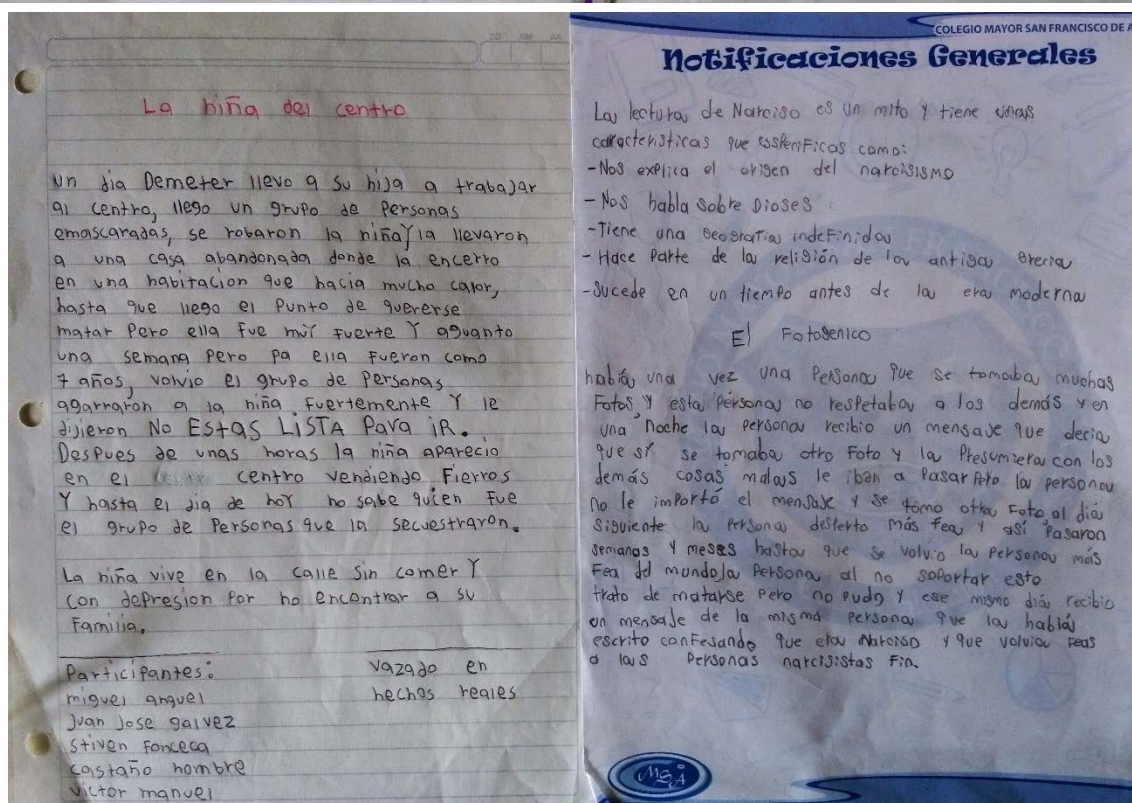 DD MM AA
La niña del centro
un dia Demeter llevo a su hija a trabajar
al centro, llego un grupo de Personas
emascaradas, se robaron la niña y la llevaron
a una casa abandonada donde la encerro
en una habitacion que hacia mucho calor,
hasta que llego el Punto de quererse
matar Pero ella fue muy fuerte Y aguanto
una semana Pero pa ella fueron como
7 años, volvio el grupo de Personas
agarraron a la niña fuertemente Y le
dijieron No Estas Lista Para iR.
Despues de unas horas la niña aparecio
en el centro vendiendo Fierros
Y hasta el dia de hoy no sabe quien fue
el grupo de Personas que la secuestraron.
La niña vive en la calle sin comer Y
con depresion Por no encontrar a su
Familia.
Participantes:
miguel anguel
Juan Jose galvez
Stiven Fonceca
castaño hombre
victor manuel
vazado en
hechos reales
COLEGIO MAYOR SAN FRANCISCO DE A
Notificaciones Generales
La lectura de Narciso es un mito y tiene unas
caracteristicas que esspenificas como:
-Nos explica el origen del narcisismo
-Nos habla sobre Dioses
-Tiene una Geografia indefinida
-Hace Parte de la religión de la antigua Grecia
-Sucede en un tiempo antes de la era moderna
El Fotogenico
había una vez una Persona que se tomaba muchas
Fotos, Y esta Persona no respetaba a los demás y en
una noche la persona recibio un mensaje que decia
que si se tomaba otro Foto y la Presumiera con los
demás cosas malas le iban a Pasar Pero la persona
no le importó el mensaje y se tomo otra Foto, al día
siguiente la Persona desperto más fea y así Pasaron
semanas y meses hasta que se volvio la Persona más
Fea del mundo, la Persona al no soportar esto
trato de matarse Pero no pudo y ese mismo día recibio
un mensaje de la misma persona que la había
escrito confesando que era Narciso y que volvia Feas
a las Personas narcisistas Fin.
MSA